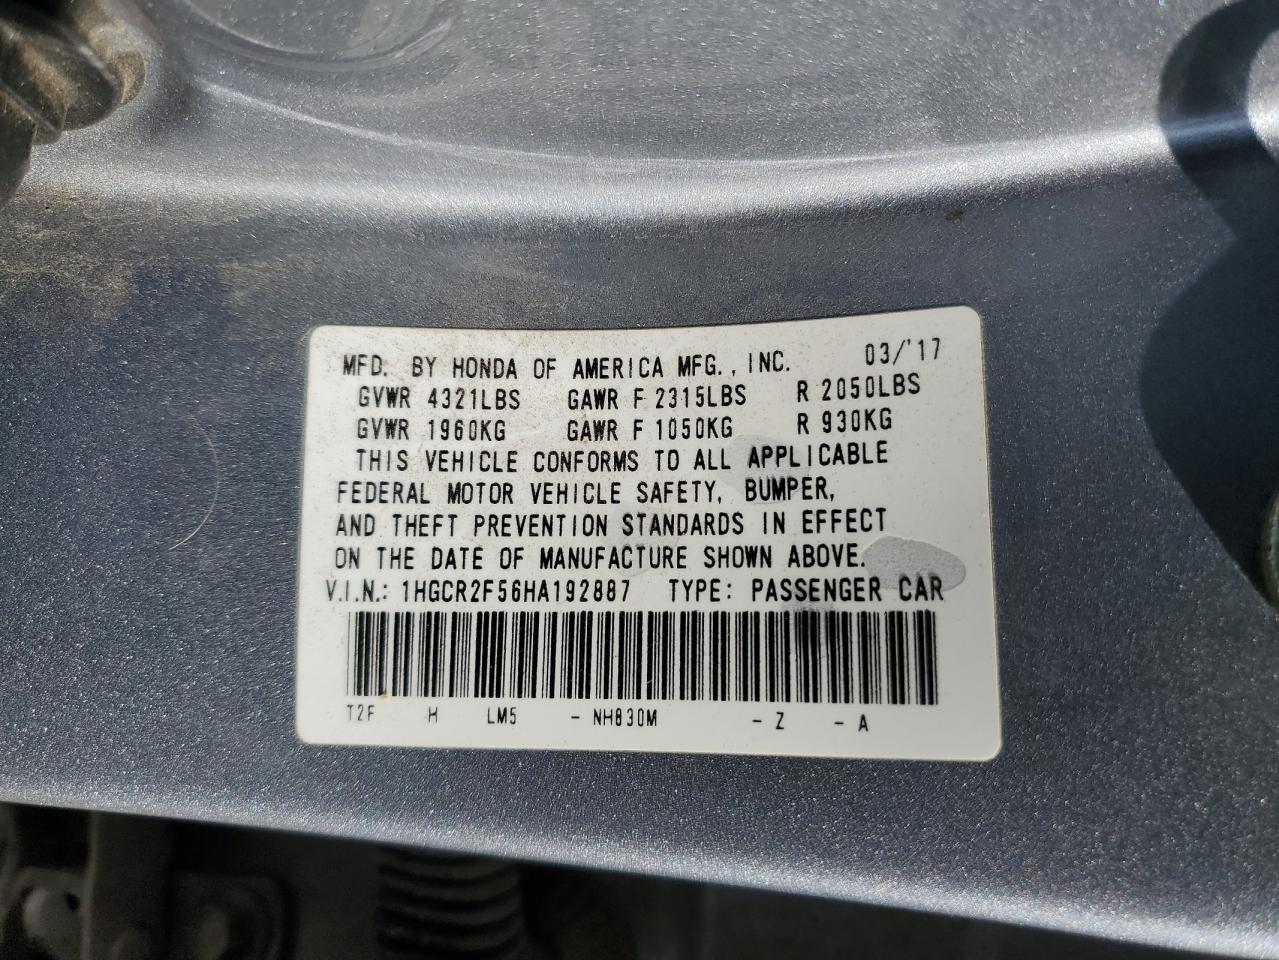 MFD. BY HONDA OF AMERICA MFG., INC. 03/'17
GVWR 4321LBS GAWR F 2315LBS R 2050LBS
GVWR 1960KG GAWR F 1050KG R 930KG
THIS VEHICLE CONFORMS TO ALL APPLICABLE
FEDERAL MOTOR VEHICLE SAFETY, BUMPER,
AND THEFT PREVENTION STANDARDS IN EFFECT
ON THE DATE OF MANUFACTURE SHOWN ABOVE.
V.I.N.: 1HGCR2F56HA192887 TYPE: PASSENGER CAR
T2F H LM5 - NH830M - Z - A